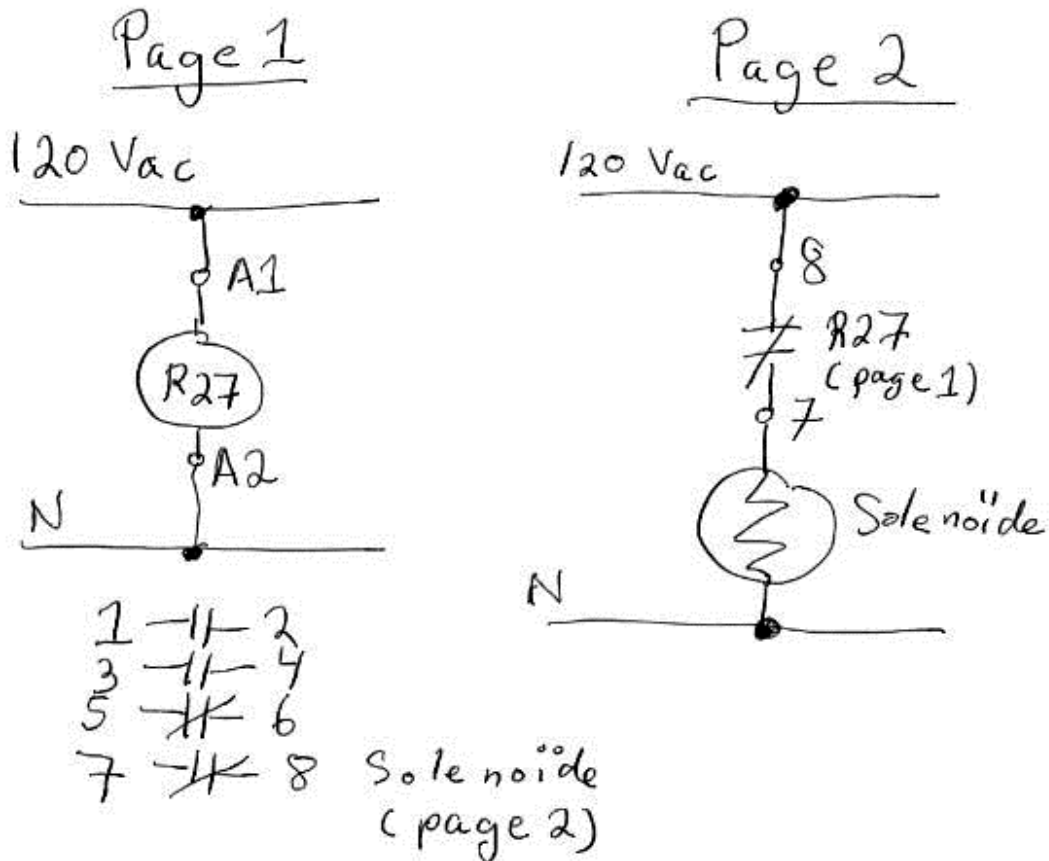 Page 1
120 Vac
A1
R27
A2
N
1 2
3 4
5 6
7 8 Solenoïde
(page 2)
Page 2
120 Vac
8
R27
(page 1)
7
Solenoïde
N